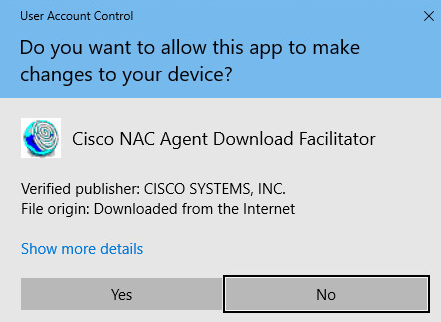 User Account Control
Do you want to allow this app to make
changes to your device?
Cisco NAC Agent Download Facilitator
Verified publisher: CISCO SYSTEMS, INC.
File origin: Downloaded from the Internet
Show more details
Yes
No